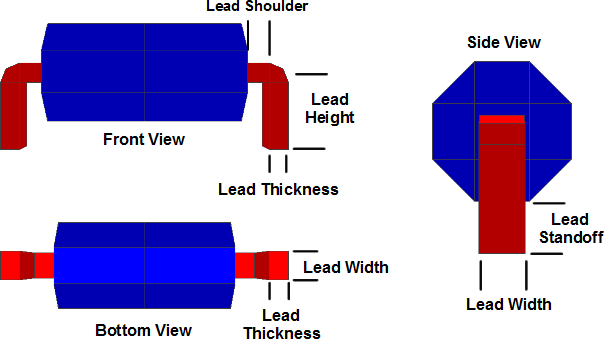 Lead Shoulder
Side View
Lead
Height
Front View
Lead Thickness
Lead
Standoff
Lead Width
Lead Width
Lead
Thickness
Bottom View